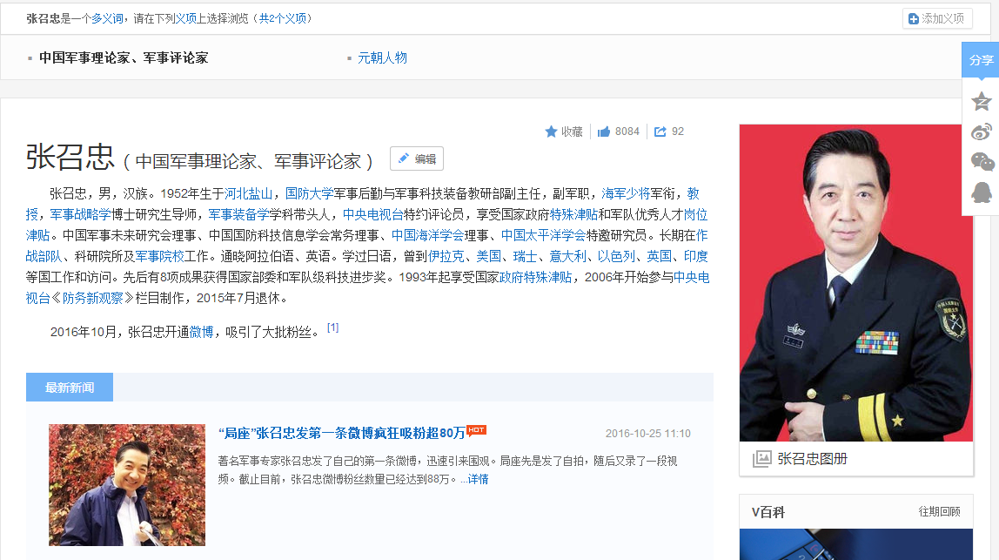 张召忠是一个多义词，请在下列义项上选择浏览（共2个义项）
添加义项
▪ 中国军事理论家、军事评论家
▪ 元朝人物
分享
收藏 8084 92
张召忠（中国军事理论家、军事评论家） 编辑
张召忠，男，汉族。1952年生于河北盐山，国防大学军事后勤与军事科技装备教研部副主任，副军职，海军少将军衔，教
授，军事战略学博士研究生导师，军事装备学学科带头人，中央电视台特约评论员，享受国家政府特殊津贴和军队优秀人才岗位
津贴。中国军事未来研究会理事、中国国防科技信息学会常务理事、中国海洋学会理事、中国太平洋学会特邀研究员。长期在作
战部队、科研院所及军事院校工作。通晓阿拉伯语、英语。学过日语，曾到伊拉克、美国、瑞士、意大利、以色列、英国、印度
等国工作和访问。先后有8项成果获得国家部委和军队级科技进步奖。1993年起享受国家政府特殊津贴，2006年开始参与中央电
视台《防务新观察》栏目制作，2015年7月退休。
2016年10月，张召忠开通微博，吸引了大批粉丝。 [1]
最新新闻
“局座”张召忠发第一条微博疯狂吸粉超80万 HOT
2016-10-25 11:10
著名军事专家张召忠发了自己的第一条微博，迅速引来围观。局座先是发了自拍，随后又录了一段视
频。截止目前，张召忠微博粉丝数量已经达到88万。...详情
张召忠图册
V百科
往期回顾